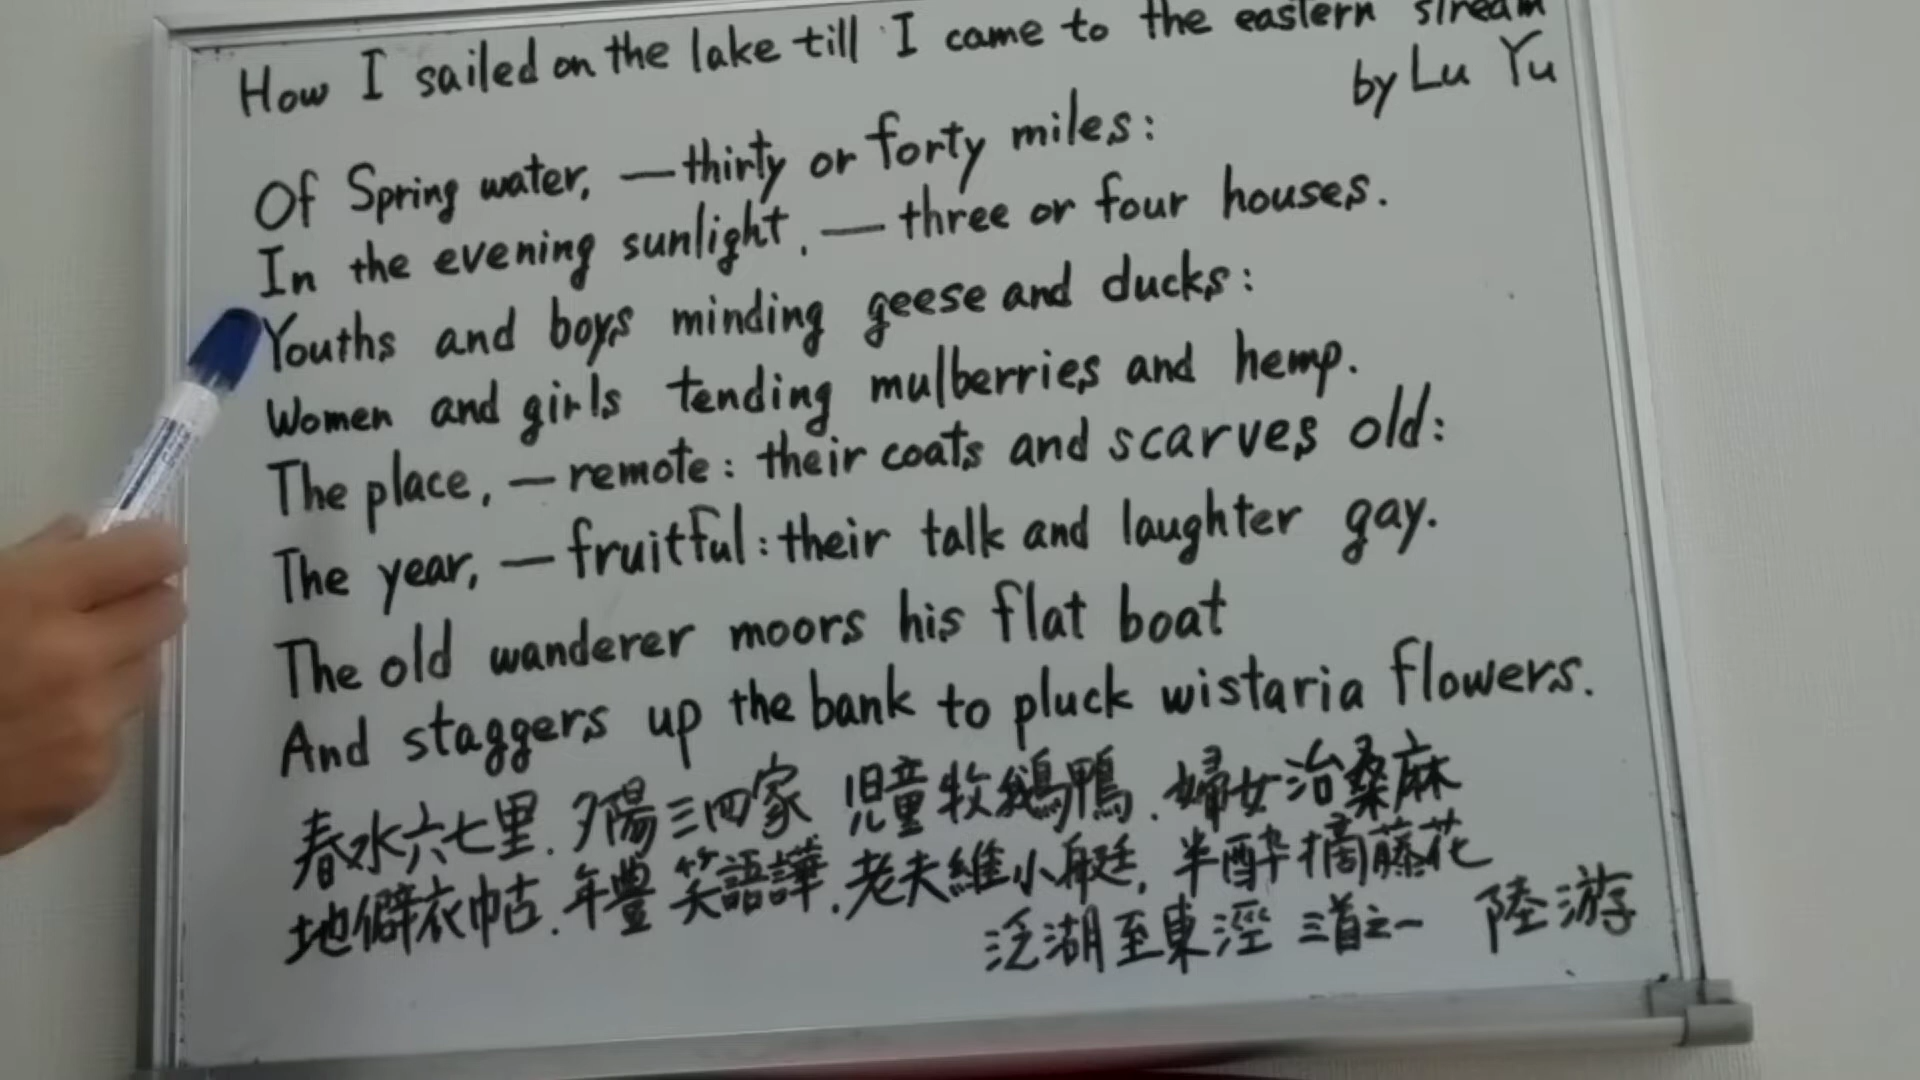 How I sailed on the lake till I came to the eastern stream
by Lu Yu
Of Spring water, — thirty or forty miles:
In the evening sunlight, — three or four houses.
Youths and boys minding geese and ducks:
Women and girls tending mulberries and hemp.
The place, — remote: their coats and scarves old:
The year, — fruitful: their talk and laughter gay.
The old wanderer moors his flat boat
And staggers up the bank to pluck wistaria flowers.
春水六七里. 夕陽三四家 児童牧鵝鴨. 婦女治桑麻
地僻衣帖. 年豊笑語譁. 老夫維小艇, 半酔摘藤花
泛湖至東涇 三首之一 陸游